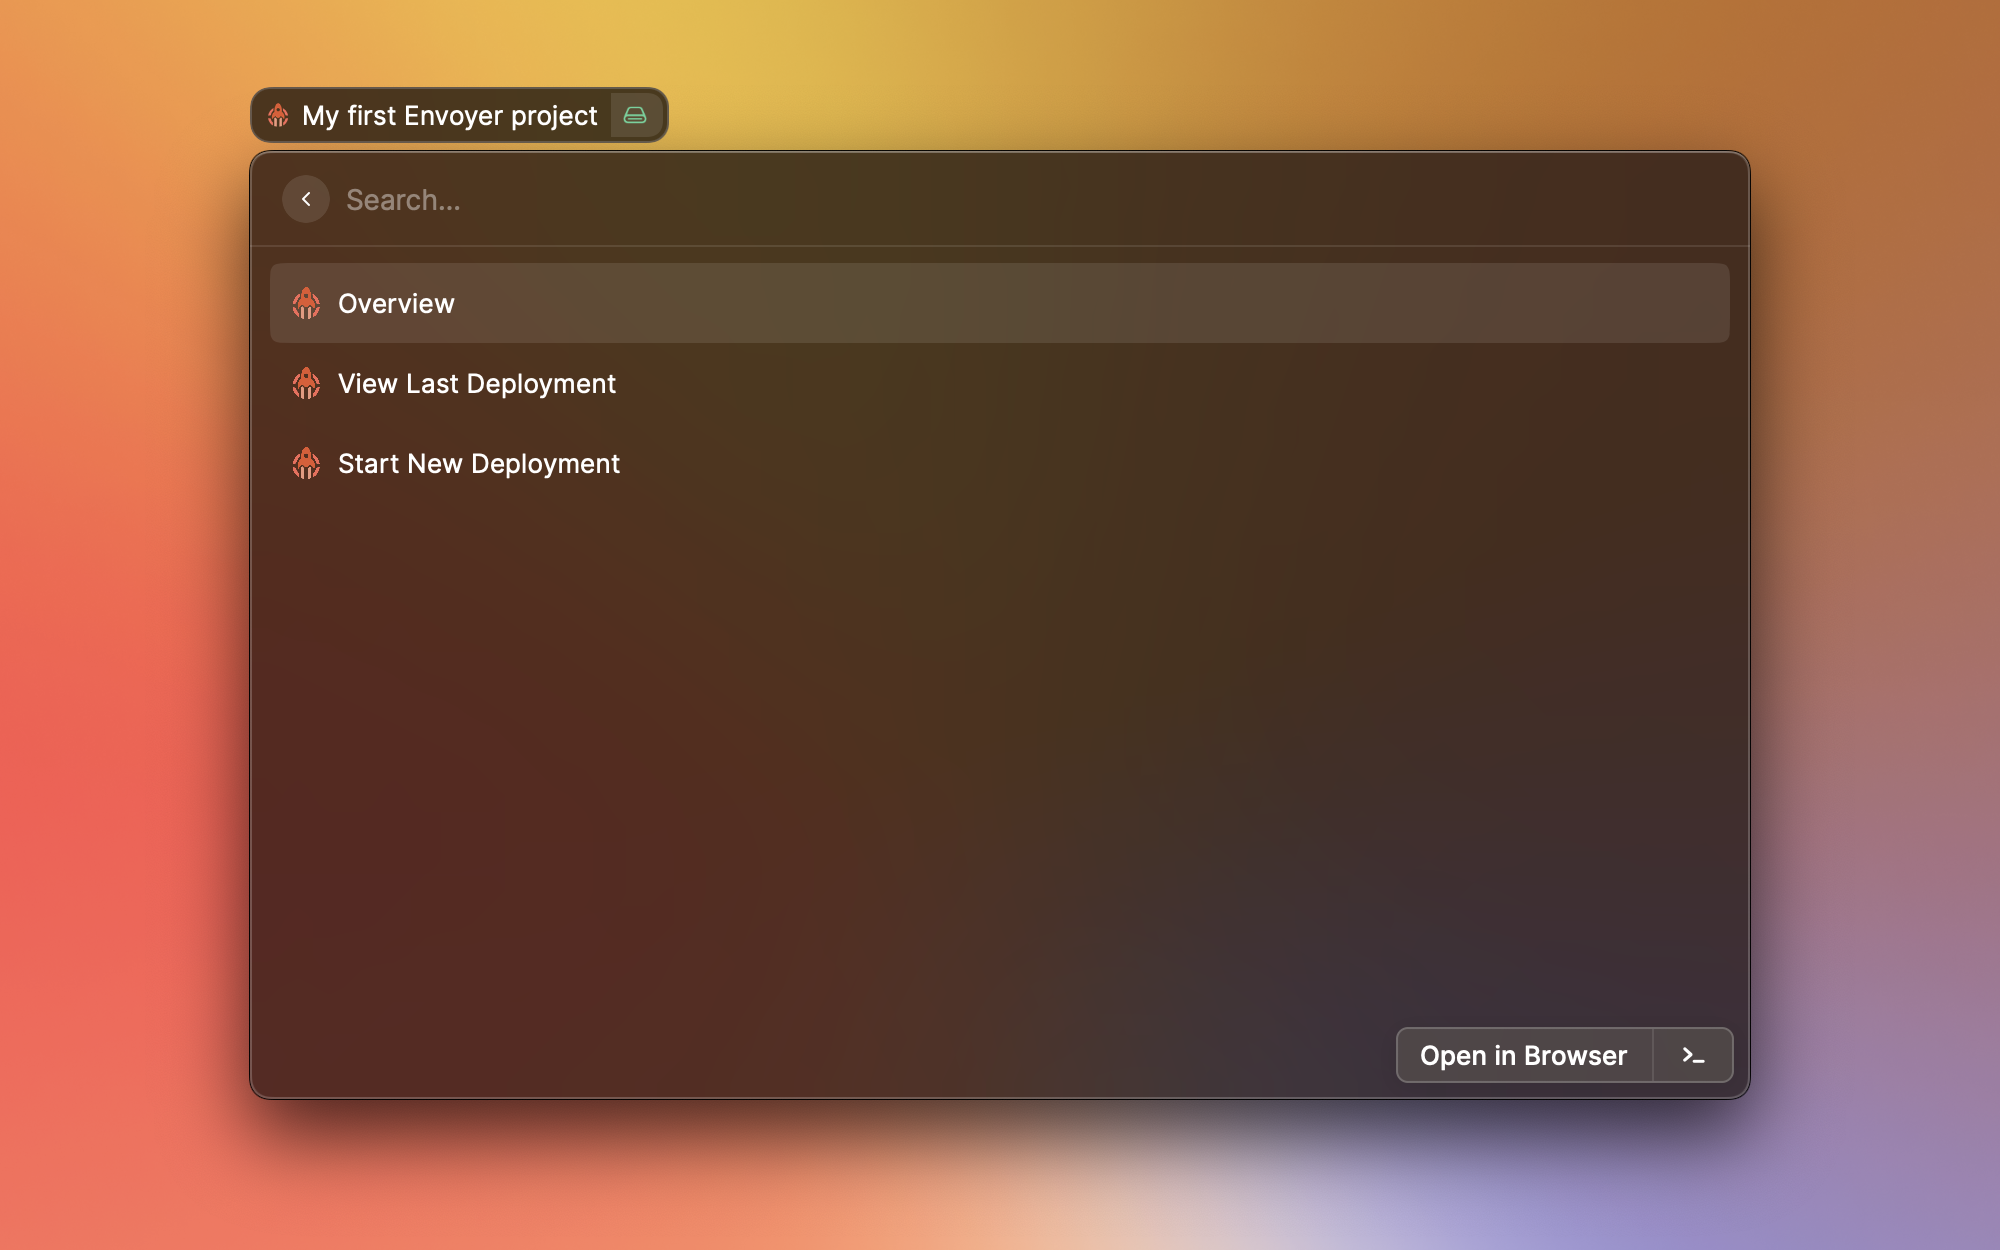 My first Envoyer project
Search...
Overview
View Last Deployment
Start New Deployment
Open in Browser